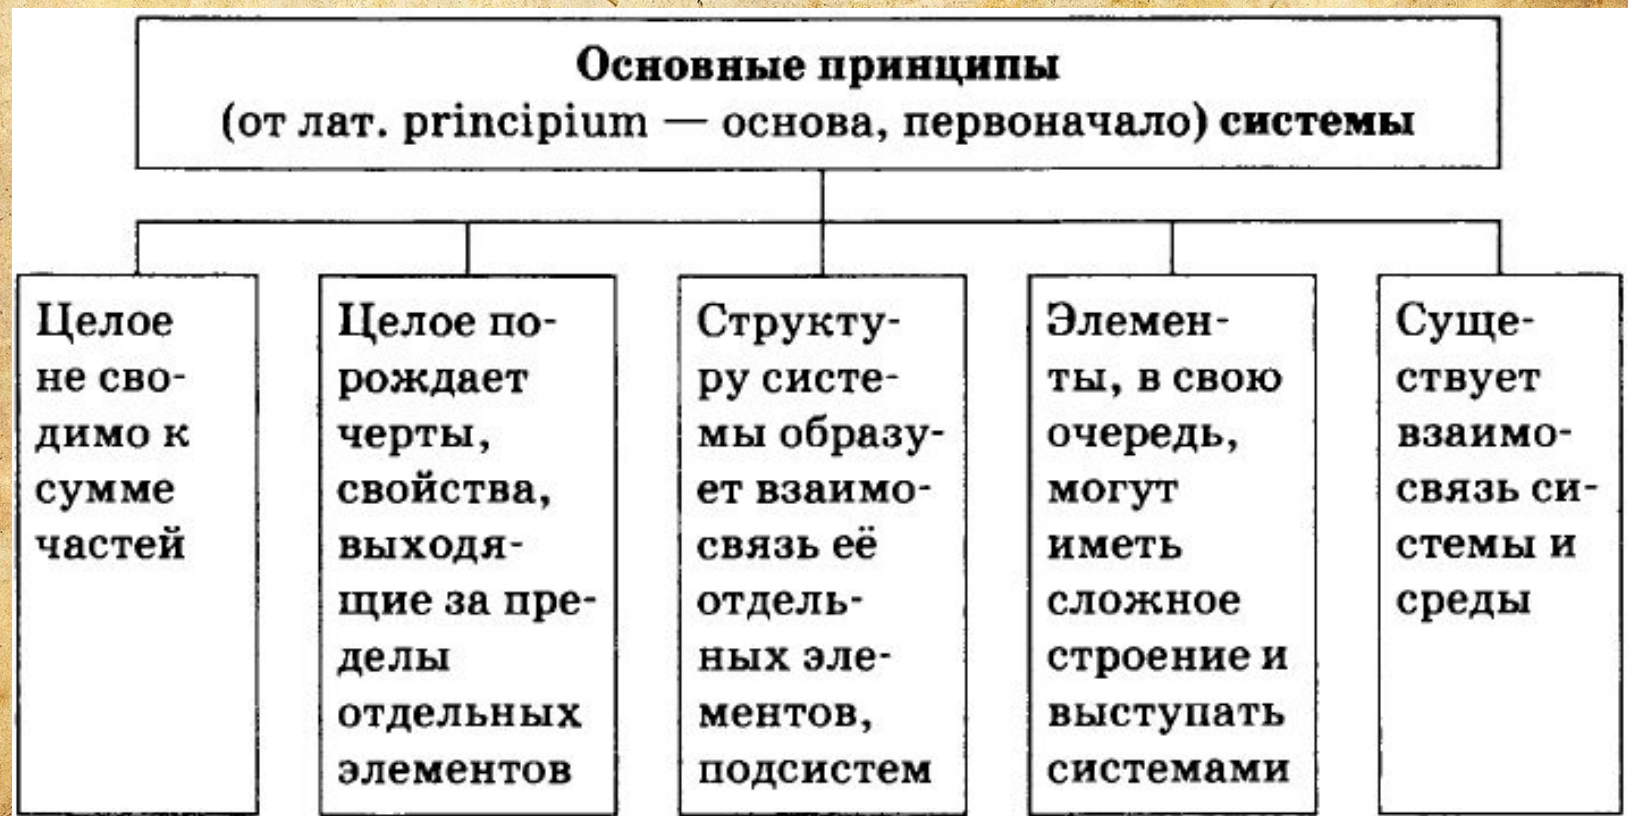 Основные принципы
(от лат. principium — основа, первоначало) системы
Целое
не сво-
димо к
сумме
частей
Целое по-
рождает
черты,
свойства,
выходя-
щие за пре-
делы
отдельных
элементов
Структу-
ру систе-
мы образу-
ет взаимо-
связь её
отдель-
ных эле-
ментов,
подсистем
Элемен-
ты, в свою
очередь,
могут
иметь
сложное
строение и
выступать
системами
Суще-
ствует
взаимо-
связь си-
стемы и
среды